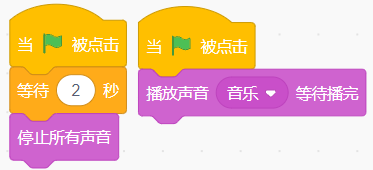 当 被点击
等待 2 秒
停止所有声音
当 被点击
播放声音 音乐 等待播完